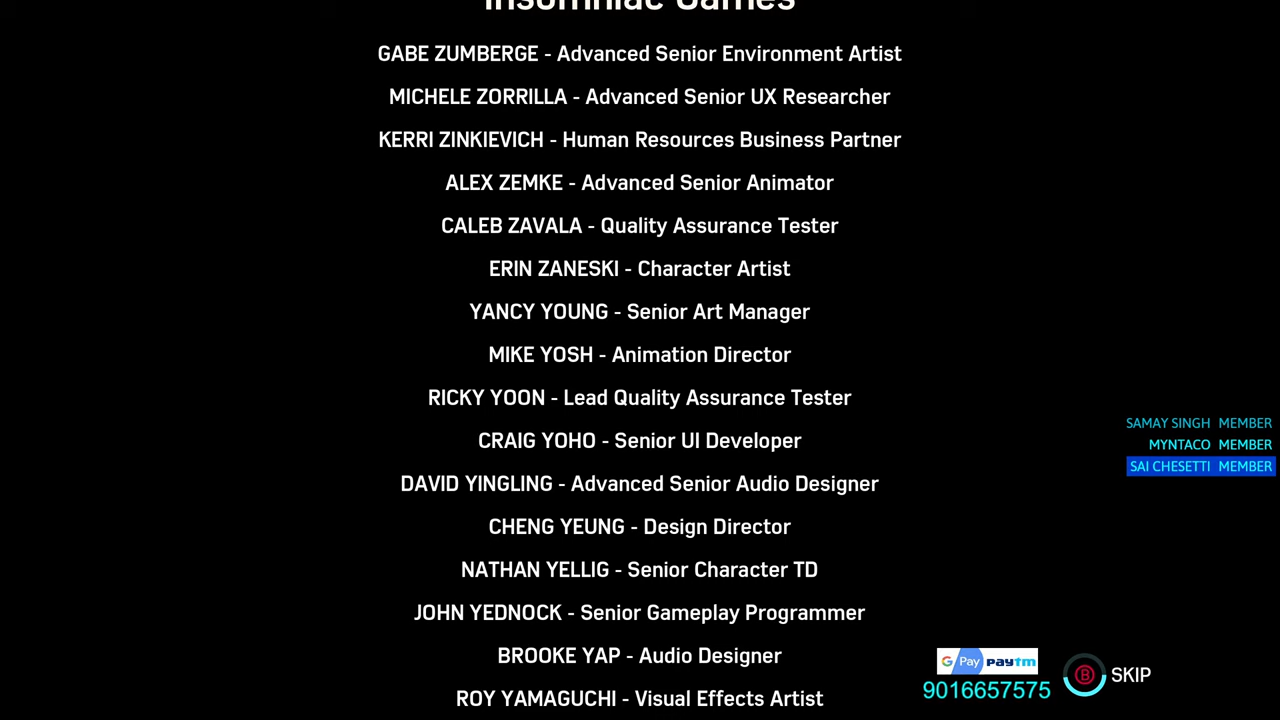 Insomniac Games
GABE ZUMBERGE - Advanced Senior Environment Artist
MICHELE ZORRILLA - Advanced Senior UX Researcher
KERRI ZINKIEVICH - Human Resources Business Partner
ALEX ZEMKE - Advanced Senior Animator
CALEB ZAVALA - Quality Assurance Tester
ERIN ZANESKI - Character Artist
YANCY YOUNG - Senior Art Manager
MIKE YOSH - Animation Director
RICKY YOON - Lead Quality Assurance Tester
CRAIG YOHO - Senior UI Developer
DAVID YINGLING - Advanced Senior Audio Designer
CHENG YEUNG - Design Director
NATHAN YELLIG - Senior Character TD
JOHN YEDNOCK - Senior Gameplay Programmer
BROOKE YAP - Audio Designer
ROY YAMAGUCHI - Visual Effects Artist
SAMAY SINGH MEMBER
MYNTACO MEMBER
SAI CHESETTI MEMBER
G Pay paytm
9016657575
B SKIP